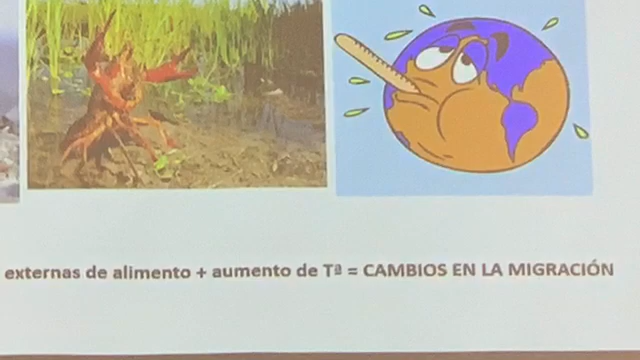 externas de alimento + aumento de Tª = CAMBIOS EN LA MIGRACIÓN